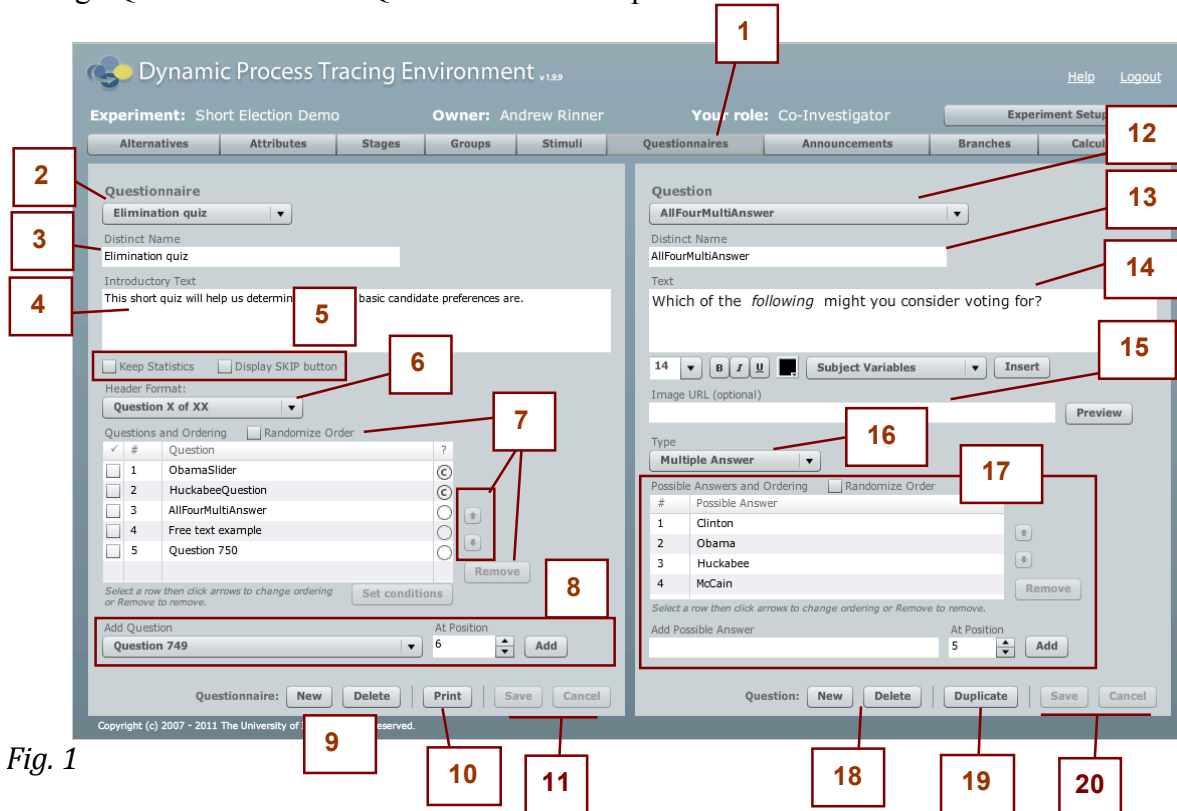 1
Dynamic Process Tracing Environment v1.9.9
Help Logout
Experiment: Short Election Demo Owner: Andrew Rinner Your role: Co-Investigator Experiment Setup
12
Alternatives Attributes Stages Groups Stimuli Questionnaires Announcements Branches
2
Questionnaire Question
Elimination quiz AllFourMultiAnswer
13
3
Distinct Name Distinct Name
Elimination quiz AllFourMultiAnswer
14
Introductory Text Text
4
This short quiz will help us basic candidate preferences are.
Which of the following might you consider voting for?
5
6
15
Keep Statistics Display SKIP button
14 B I U Subject Variables Insert
Header Format: Image URL (optional)
Question X of XX
Preview
7
16
Questions and Ordering Randomize Order Type
✓ # Question ? Multiple Answer
17
1 ObamaSlider C
Possible Answers and Ordering Randomize Order
2 HuckabeeQuestion C
# Possible Answer
3 AllFourMultiAnswer
1 Clinton
4 Free text example
2 Obama
5 Question 750
3 Huckabee
Remove
4 McCain
Remove
8
Select a row then click arrows to change ordering
or Remove to remove.
Set conditions
Select a row then click arrows to change ordering or Remove to remove.
Add Question At Position
Question 749 6 Add
Add Possible Answer At Position
5 Add
Questionnaire: New Delete Print Save Cancel
Question: New Delete Duplicate Save Cancel
Copyright (c) 2007 - 2011 The University of
Fig. 1
9
10
11
18
19
20